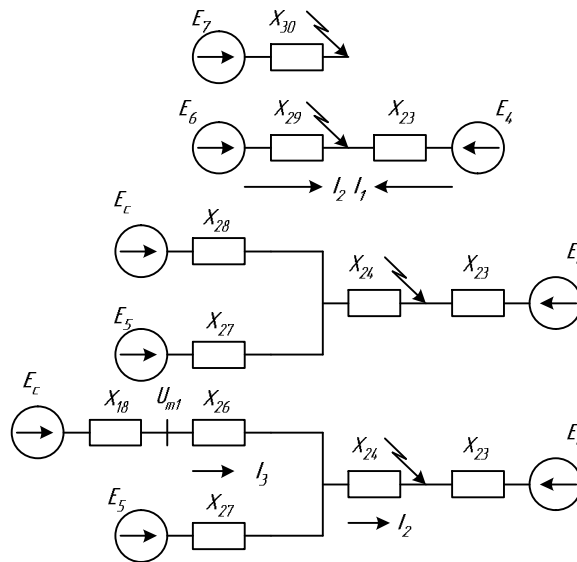 E7 X30
E6 X29 X23 E4
I2 I1
Ec X28
X24 X23 E
E5 X27
Ec X18 Um1 X26
X24 X23 E
I3
E5 X27 I2